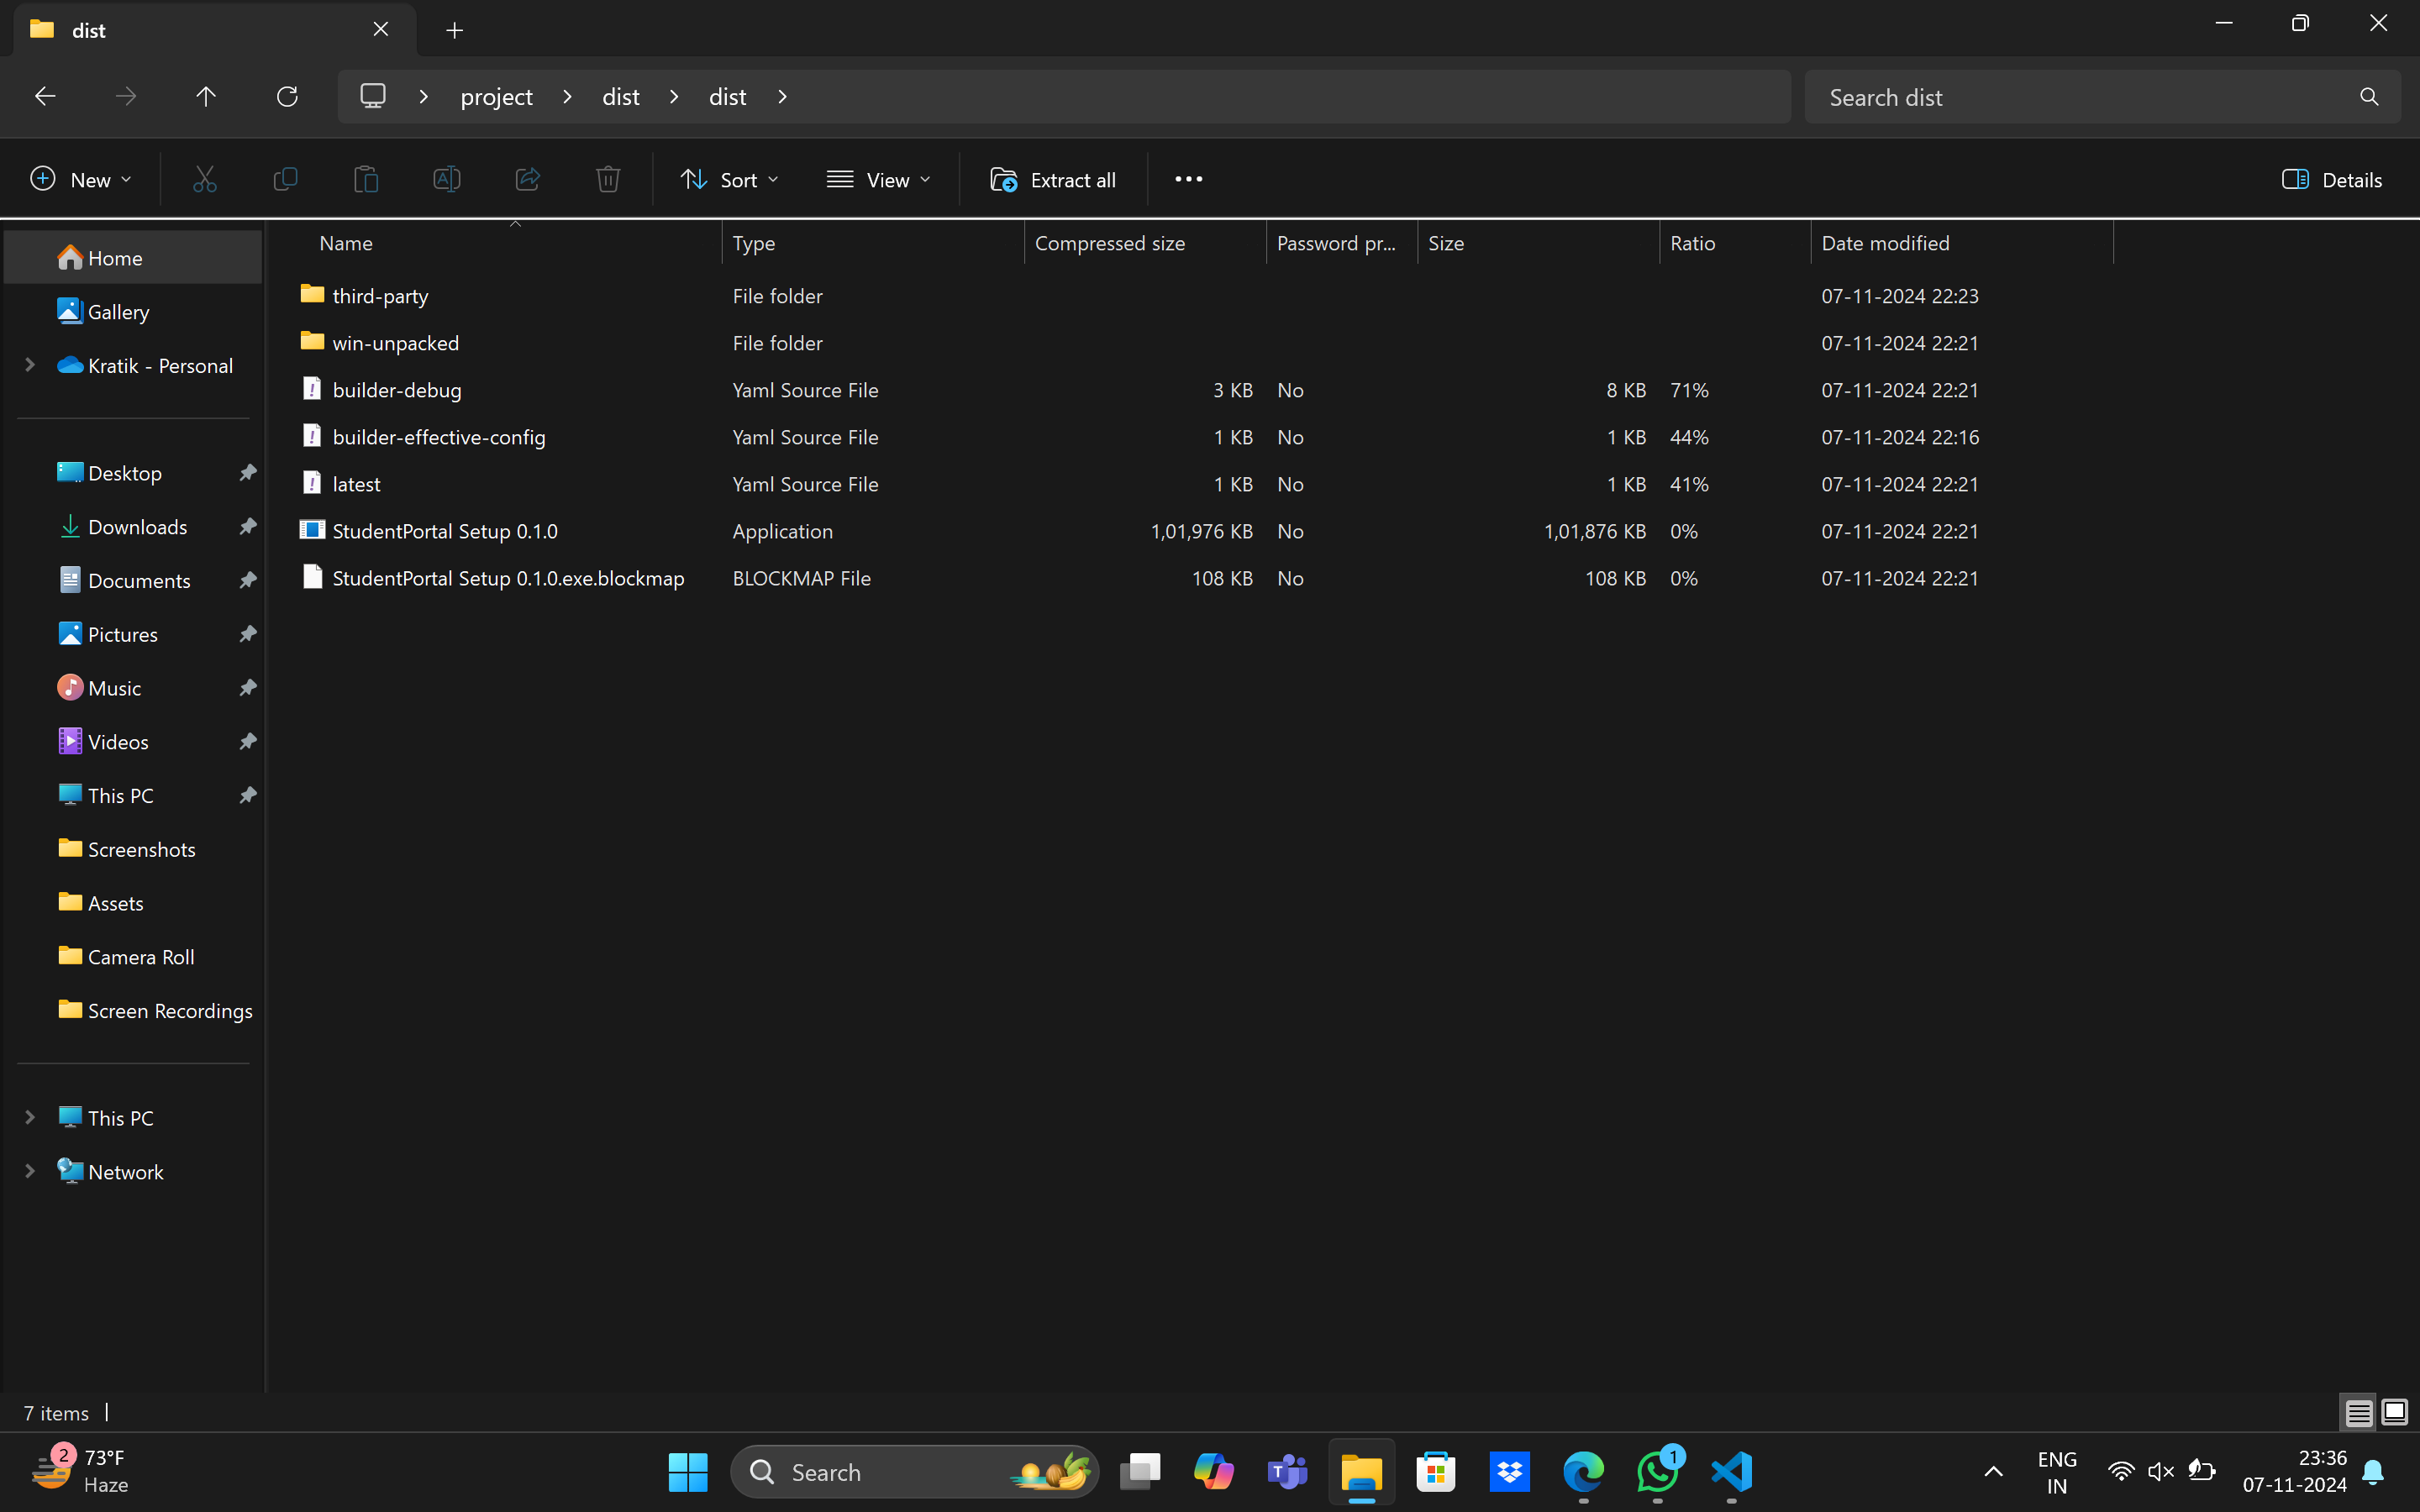 dist
project dist dist
Search dist
New Sort View Extract all Details
Name Type Compressed size Password pr... Size Ratio Date modified
third-party File folder 07-11-2024 22:23
win-unpacked File folder 07-11-2024 22:21
builder-debug Yaml Source File 3 KB No 8 KB 71% 07-11-2024 22:21
builder-effective-config Yaml Source File 1 KB No 1 KB 44% 07-11-2024 22:16
latest Yaml Source File 1 KB No 1 KB 41% 07-11-2024 22:21
StudentPortal Setup 0.1.0 Application 1,01,976 KB No 1,01,876 KB 0% 07-11-2024 22:21
StudentPortal Setup 0.1.0.exe.blockmap BLOCKMAP File 108 KB No 108 KB 0% 07-11-2024 22:21
Home
Gallery
Kratik - Personal
Desktop
Downloads
Documents
Pictures
Music
Videos
This PC
Screenshots
Assets
Camera Roll
Screen Recordings
This PC
Network
7 items
2
73°F
Haze
Search
T
1
ENG
IN
23:36
07-11-2024